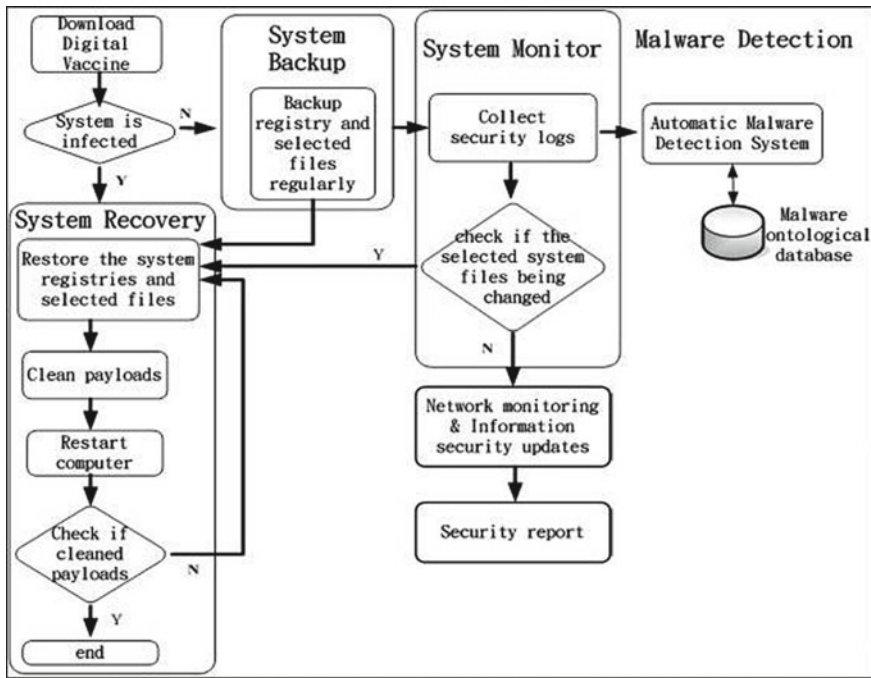 Download
Digital
Vaccine
System is
infected
N
Y
System
Backup
Backup
registry and
selected
files
regularly
System Monitor
Collect
security logs
check if the
selected system
files being
changed
Y
N
Network monitoring
& Information
security updates
Security report
Malware Detection
Automatic Malware
Detection System
Malware
ontological
database
System Recovery
Restore the system
registries and
selected files
Clean payloads
Restart
computer
Check if
cleaned
payloads
N
Y
end